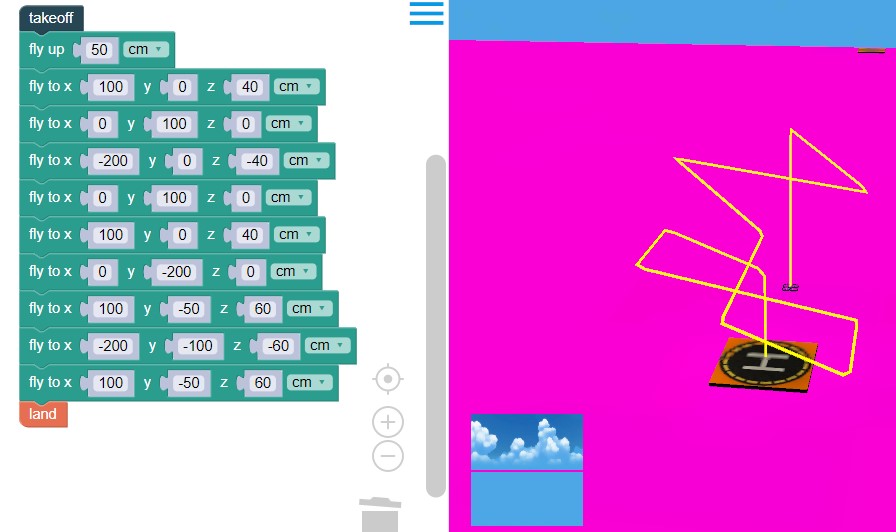 takeoff
fly up 50 cm
fly to x 100 y 0 z 40 cm
fly to x 0 y 100 z 0 cm
fly to x -200 y 0 z -40 cm
fly to x 0 y 100 z 0 cm
fly to x 100 y 0 z 40 cm
fly to x 0 y -200 z 0 cm
fly to x 100 y -50 z 60 cm
fly to x -200 y -100 z -60 cm
fly to x 100 y -50 z 60 cm
land
H